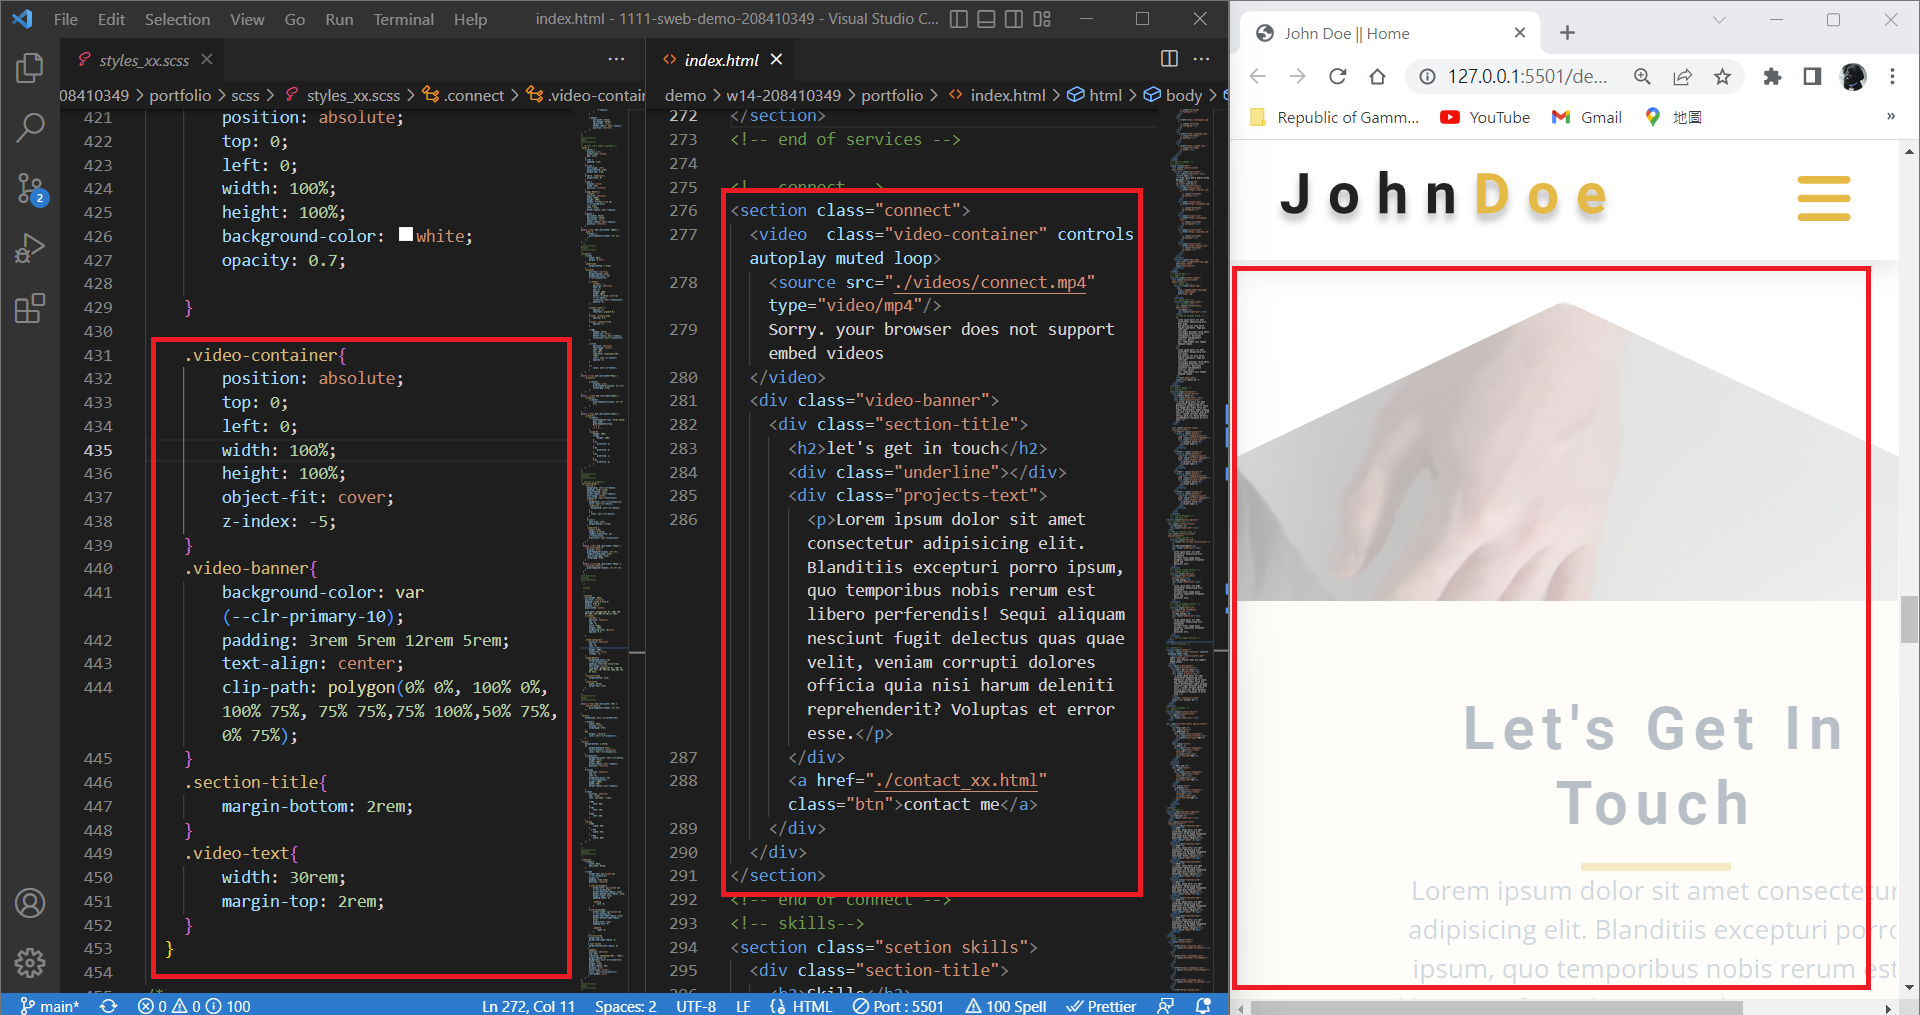 File Edit Selection View Go Run Terminal Help index.html - 1111-sweb-demo-208410349 - Visual Studio C...
styles_xx.scss
08410349 > portfolio > scss > styles_xx.scss > .connect > .video-contain
421 position: absolute;
422 top: 0;
423 left: 0;
424 width: 100%;
425 height: 100%;
426 background-color: white;
427 opacity: 0.7;
428
429 }
430
431 .video-container{
432 position: absolute;
433 top: 0;
434 left: 0;
435 width: 100%;
436 height: 100%;
437 object-fit: cover;
438 z-index: -5;
439 }
440 .video-banner{
441 background-color: var
(--clr-primary-10);
442 padding: 3rem 5rem 12rem 5rem;
443 text-align: center;
444 clip-path: polygon(0% 0%, 100% 0%,
100% 75%, 75% 75%,75% 100%,50% 75%,
0% 75%);
445 }
446 .section-title{
447 margin-bottom: 2rem;
448 }
449 .video-text{
450 width: 30rem;
451 margin-top: 2rem;
452 }
453 }
454
index.html
demo > w14-208410349 > portfolio > index.html > html > body >
272 </section>
273 <!-- end of services -->
274
275 <!-- connect -->
276 <section class="connect">
277 <video  class="video-container" controls
autoplay muted loop>
278 <source src="./videos/connect.mp4"
type="video/mp4"/>
279 Sorry. your browser does not support
embed videos
280 </video>
281 <div class="video-banner">
282 <div class="section-title">
283 <h2>let's get in touch</h2>
284 <div class="underline"></div>
285 <div class="projects-text">
286 <p>Lorem ipsum dolor sit amet
consectetur adipisicing elit.
Blanditiis excepturi porro ipsum,
quo temporibus nobis rerum est
libero perferendis! Sequi aliquam
nesciunt fugit delectus quas quae
velit, veniam corrupti dolores
officia quia nisi harum deleniti
reprehenderit? Voluptas et error
esse.</p>
287 </div>
288 <a href="./contact_xx.html"
class="btn">contact me</a>
289 </div>
290 </div>
291 </section>
292 <!-- end of connect -->
293 <!-- skills-->
294 <section class="scetion skills">
295 <div class="section-title">
296 <h2>Skills</h2>
2
main* 0 0 100 Ln 272, Col 11 Spaces: 2 UTF-8 LF HTML Port : 5501 100 Spell Prettier
John Doe || Home
127.0.0.1:5501/de...
Republic of Gamm... YouTube Gmail 地圖 »
JohnDoe
Let's Get In
Touch
Lorem ipsum dolor sit amet consectetur
adipisicing elit. Blanditiis excepturi porro
ipsum, quo temporibus nobis rerum est